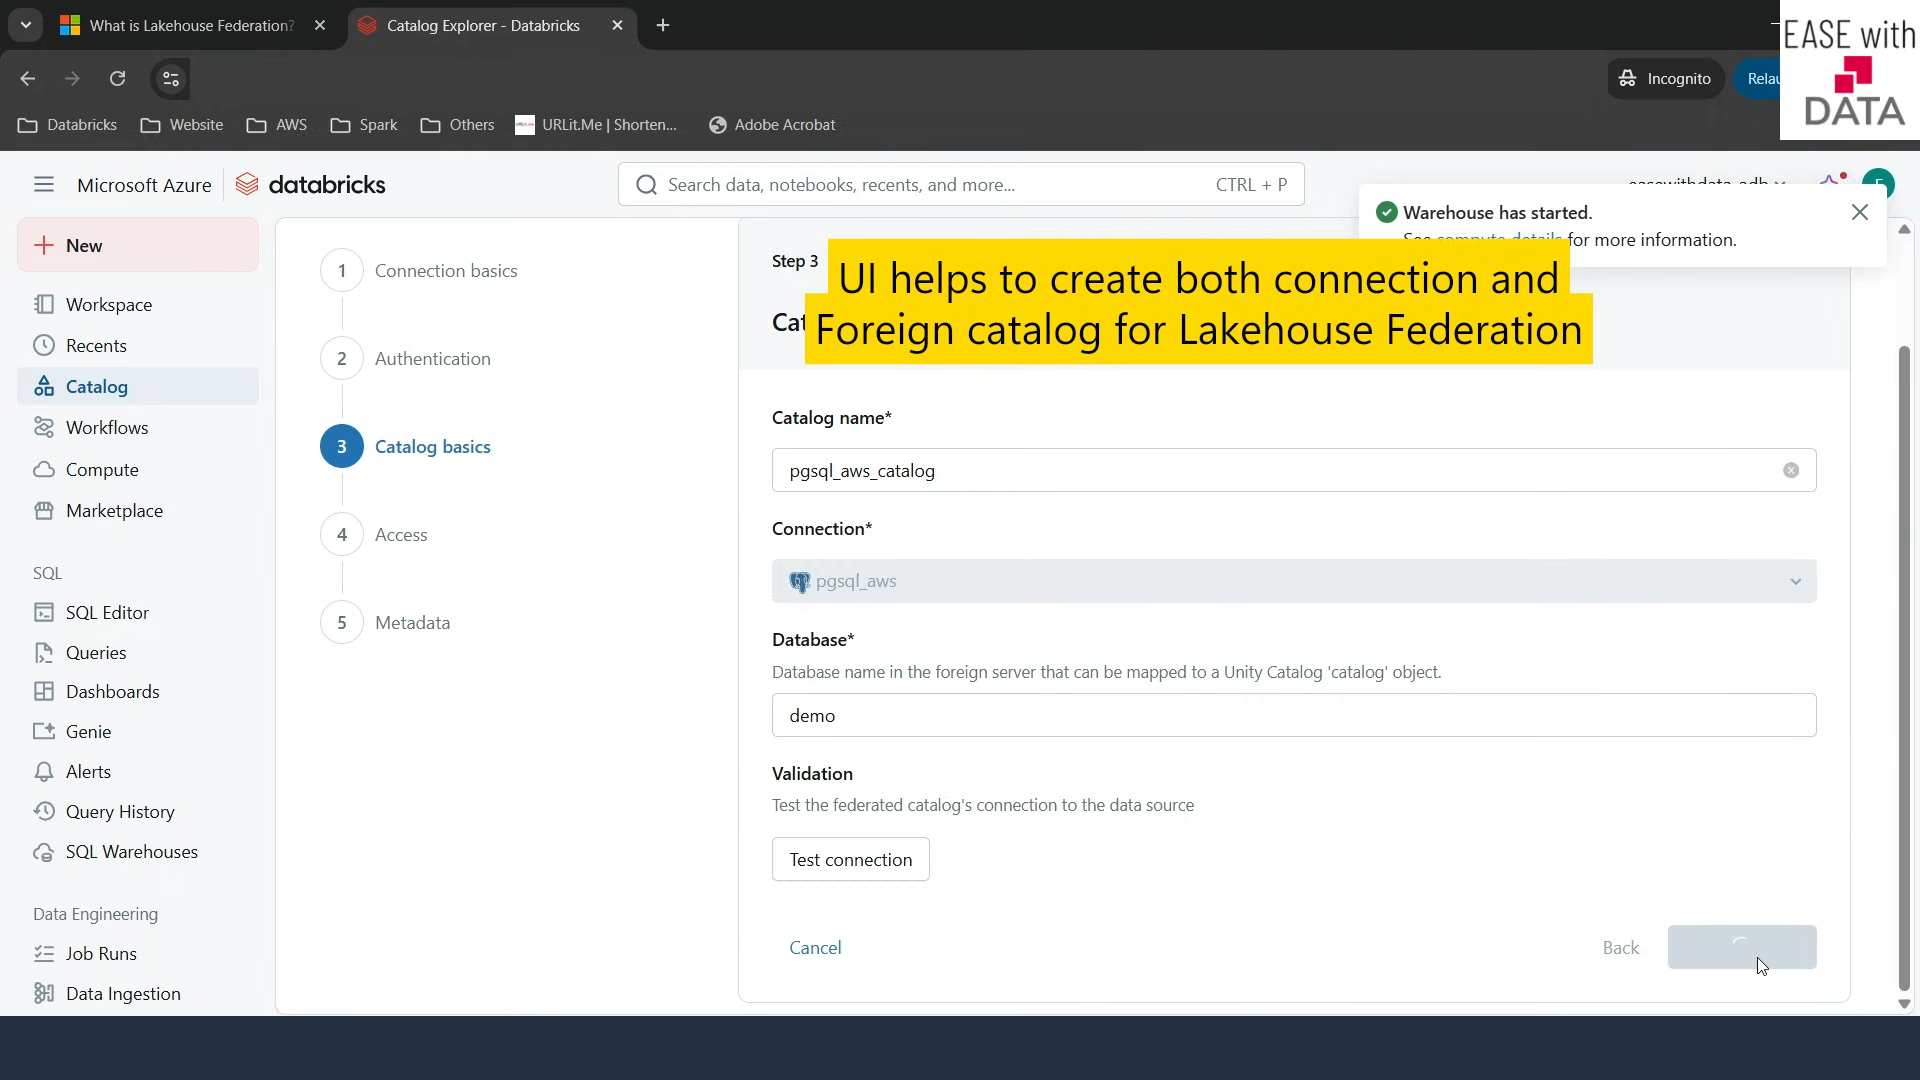 What is Lakehouse Federation?
Catalog Explorer - Databricks
Incognito
Databricks
Website
AWS
Spark
Others
URLit.Me | Shorten...
Adobe Acrobat
EASE with
DATA
Microsoft Azure
databricks
Search data, notebooks, recents, and more...
CTRL + P
Warehouse has started.
See compute details for more information.
New
Workspace
Recents
Catalog
Workflows
Compute
Marketplace
SQL
SQL Editor
Queries
Dashboards
Genie
Alerts
Query History
SQL Warehouses
Data Engineering
Job Runs
Data Ingestion
1 Connection basics
2 Authentication
3 Catalog basics
4 Access
5 Metadata
Step 3
UI helps to create both connection and
Foreign catalog for Lakehouse Federation
Catalog name*
pgsql_aws_catalog
Connection*
pgsql_aws
Database*
Database name in the foreign server that can be mapped to a Unity Catalog 'catalog' object.
demo
Validation
Test the federated catalog's connection to the data source
Test connection
Cancel
Back